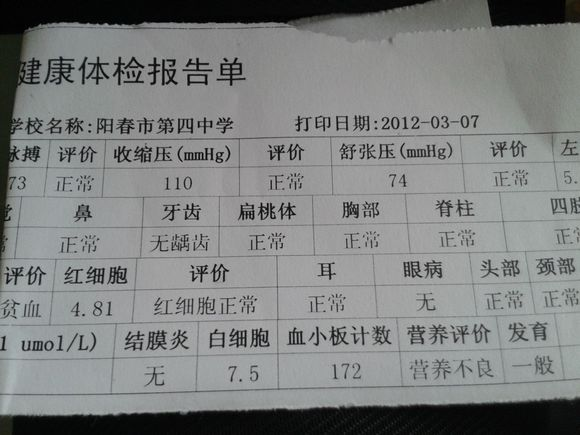 健康体检报告单
学校名称:阳春市第四中学 打印日期:2012-03-07
脉搏 评价 收缩压(mmHg) 评价 舒张压(mmHg) 评价 左
73 正常 110 正常 74 正常 5.
鼻 牙齿 扁桃体 胸部 脊柱 四肢
正常 无龋齿 正常 正常 正常 正
评价 红细胞 评价 耳 眼病 头部 颈部
贫血 4.81 红细胞正常 正常 无 正常 正常
umol/L) 结膜炎 白细胞 血小板计数 营养评价 发育
无 7.5 172 营养不良 一般